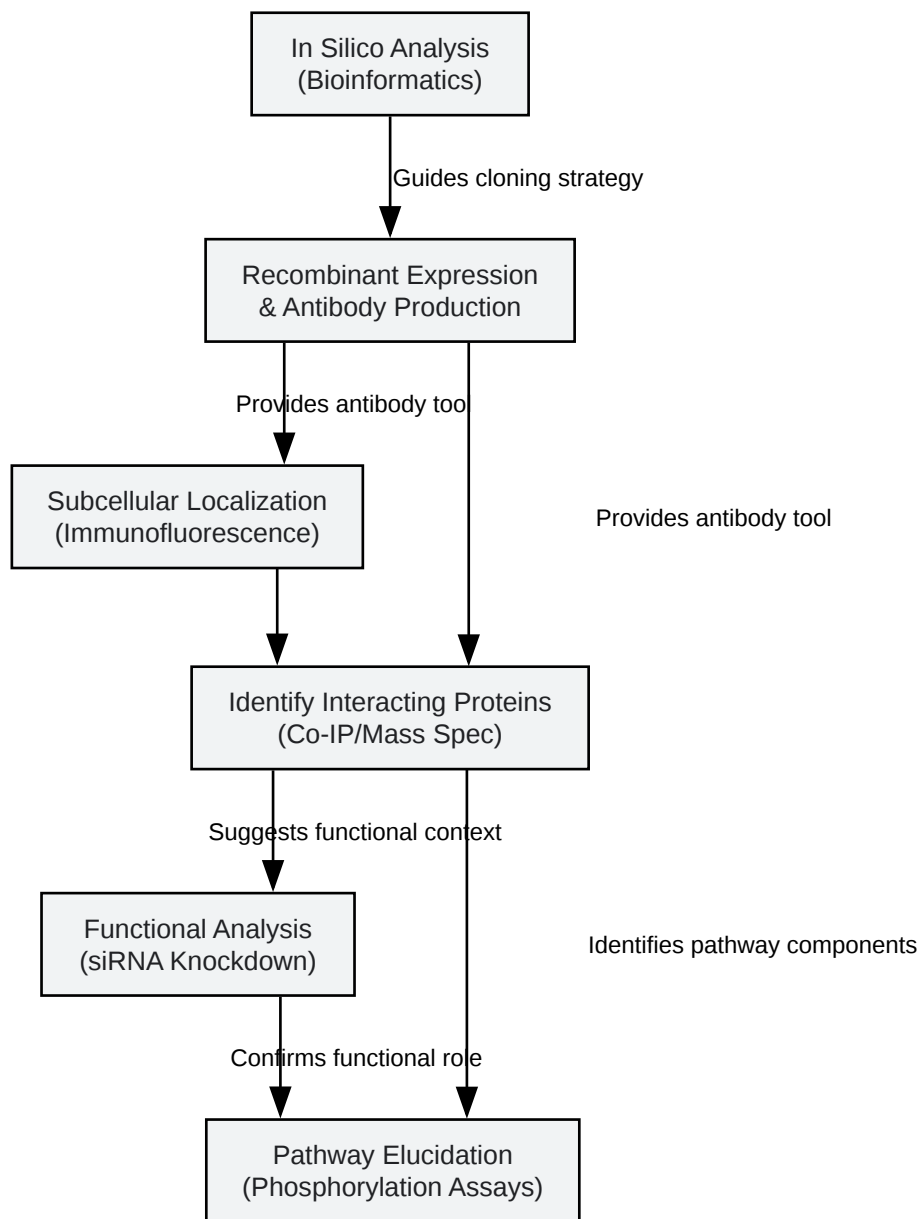 In Silico Analysis
(Bioinformatics)
Guides cloning strategy
Recombinant Expression
& Antibody Production
Provides antibody tool
Subcellular Localization
(Immunofluorescence)
Provides antibody tool
Identify Interacting Proteins
(Co-IP/Mass Spec)
Suggests functional context
Functional Analysis
(siRNA Knockdown)
Identifies pathway components
Confirms functional role
Pathway Elucidation
(Phosphorylation Assays)